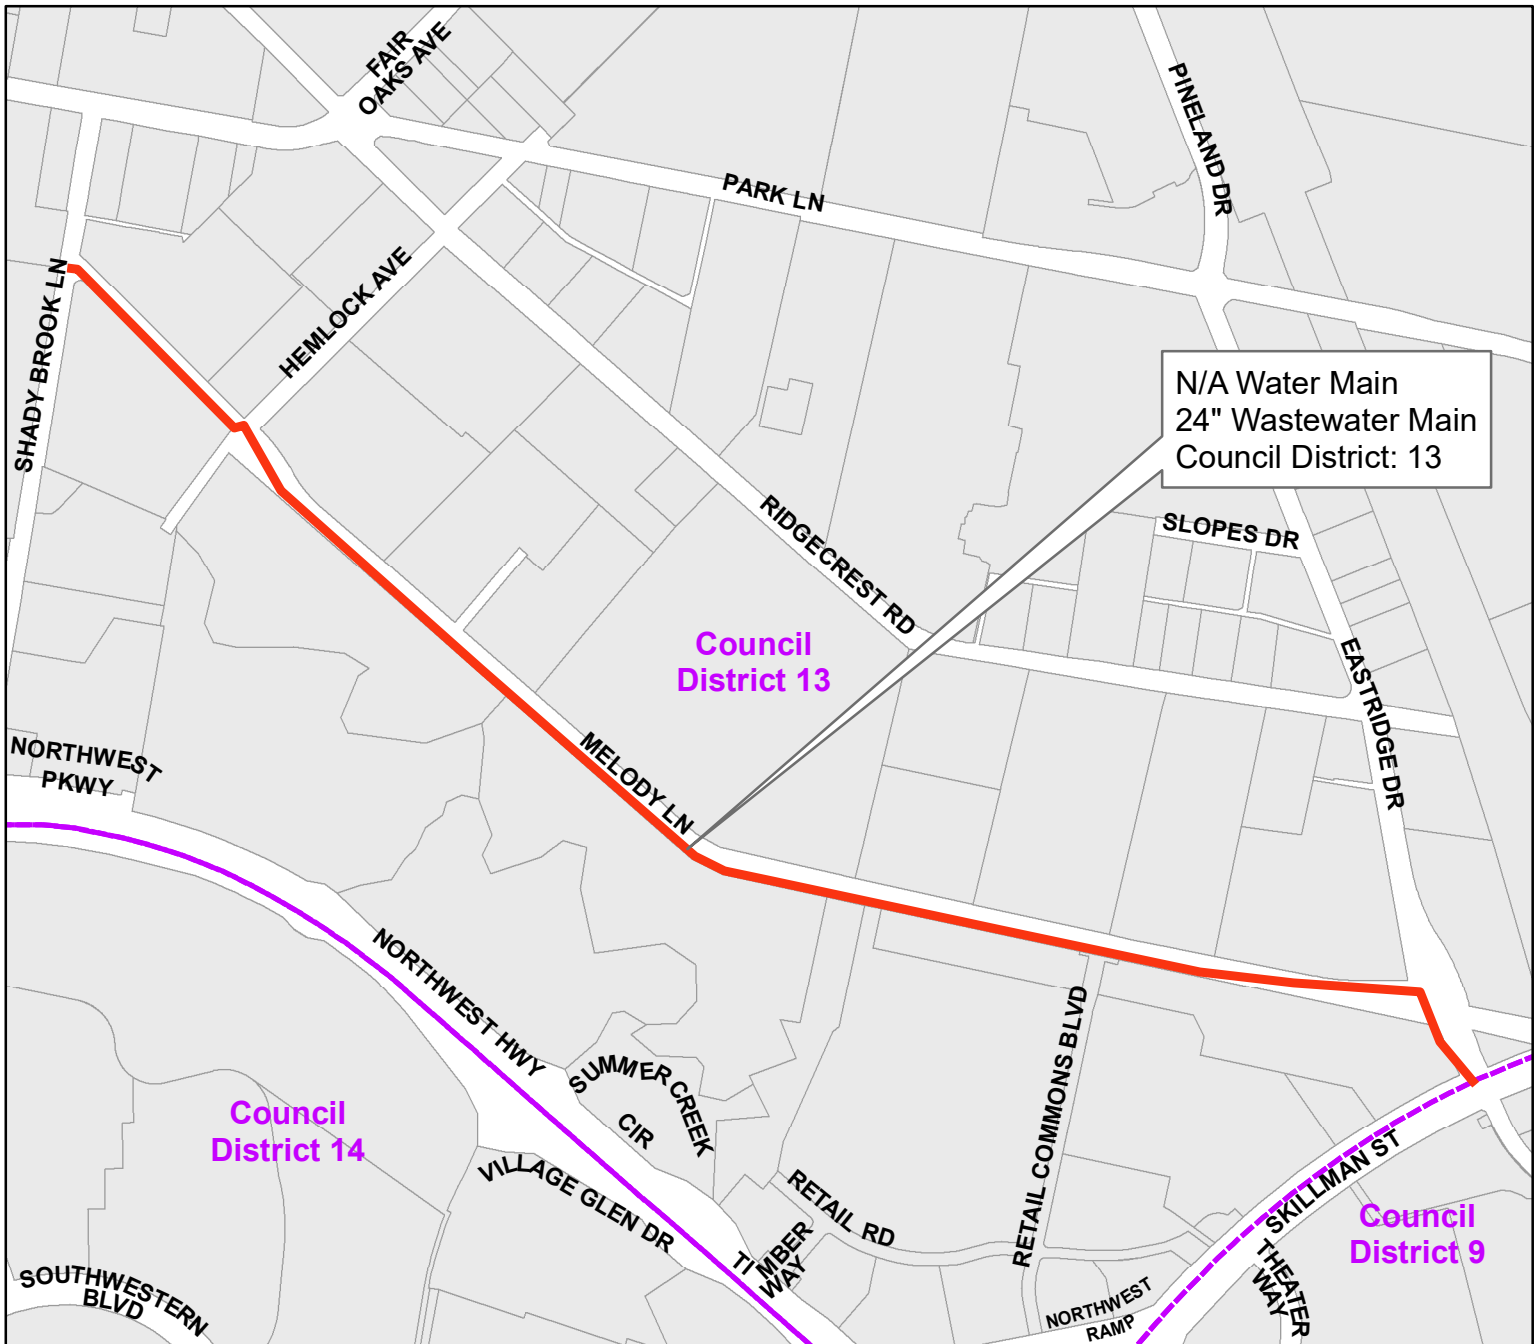 FAIR
OAKS AVE
PINELAND DR
PARK LN
SHADY BROOK LN
HEMLOCK AVE
N/A Water Main
24" Wastewater Main
Council District: 13
RIDGECREST RD
SLOPES DR
Council
District 13
EASTRIDGE DR
MELODY LN
NORTHWEST
PKWY
NORTHWEST HWY
SUMMER CREEK
CIR
RETAIL COMMONS BLVD
Council
District 14
VILLAGE GLEN DR
RETAIL RD
SKILLMAN ST
Council
District 9
TIMBER
WAY
THEATER
WAY
SOUTHWESTERN
BLVD
NORTHWEST
RAMP